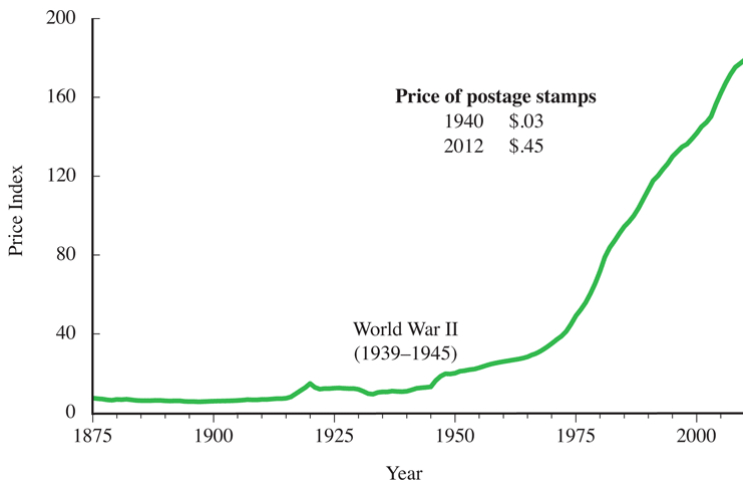 200
160
Price of postage stamps
1940 $.03
2012 $.45
120
Price Index
80
World War II
(1939–1945)
40
0
1875 1900 1925 1950 1975 2000
Year